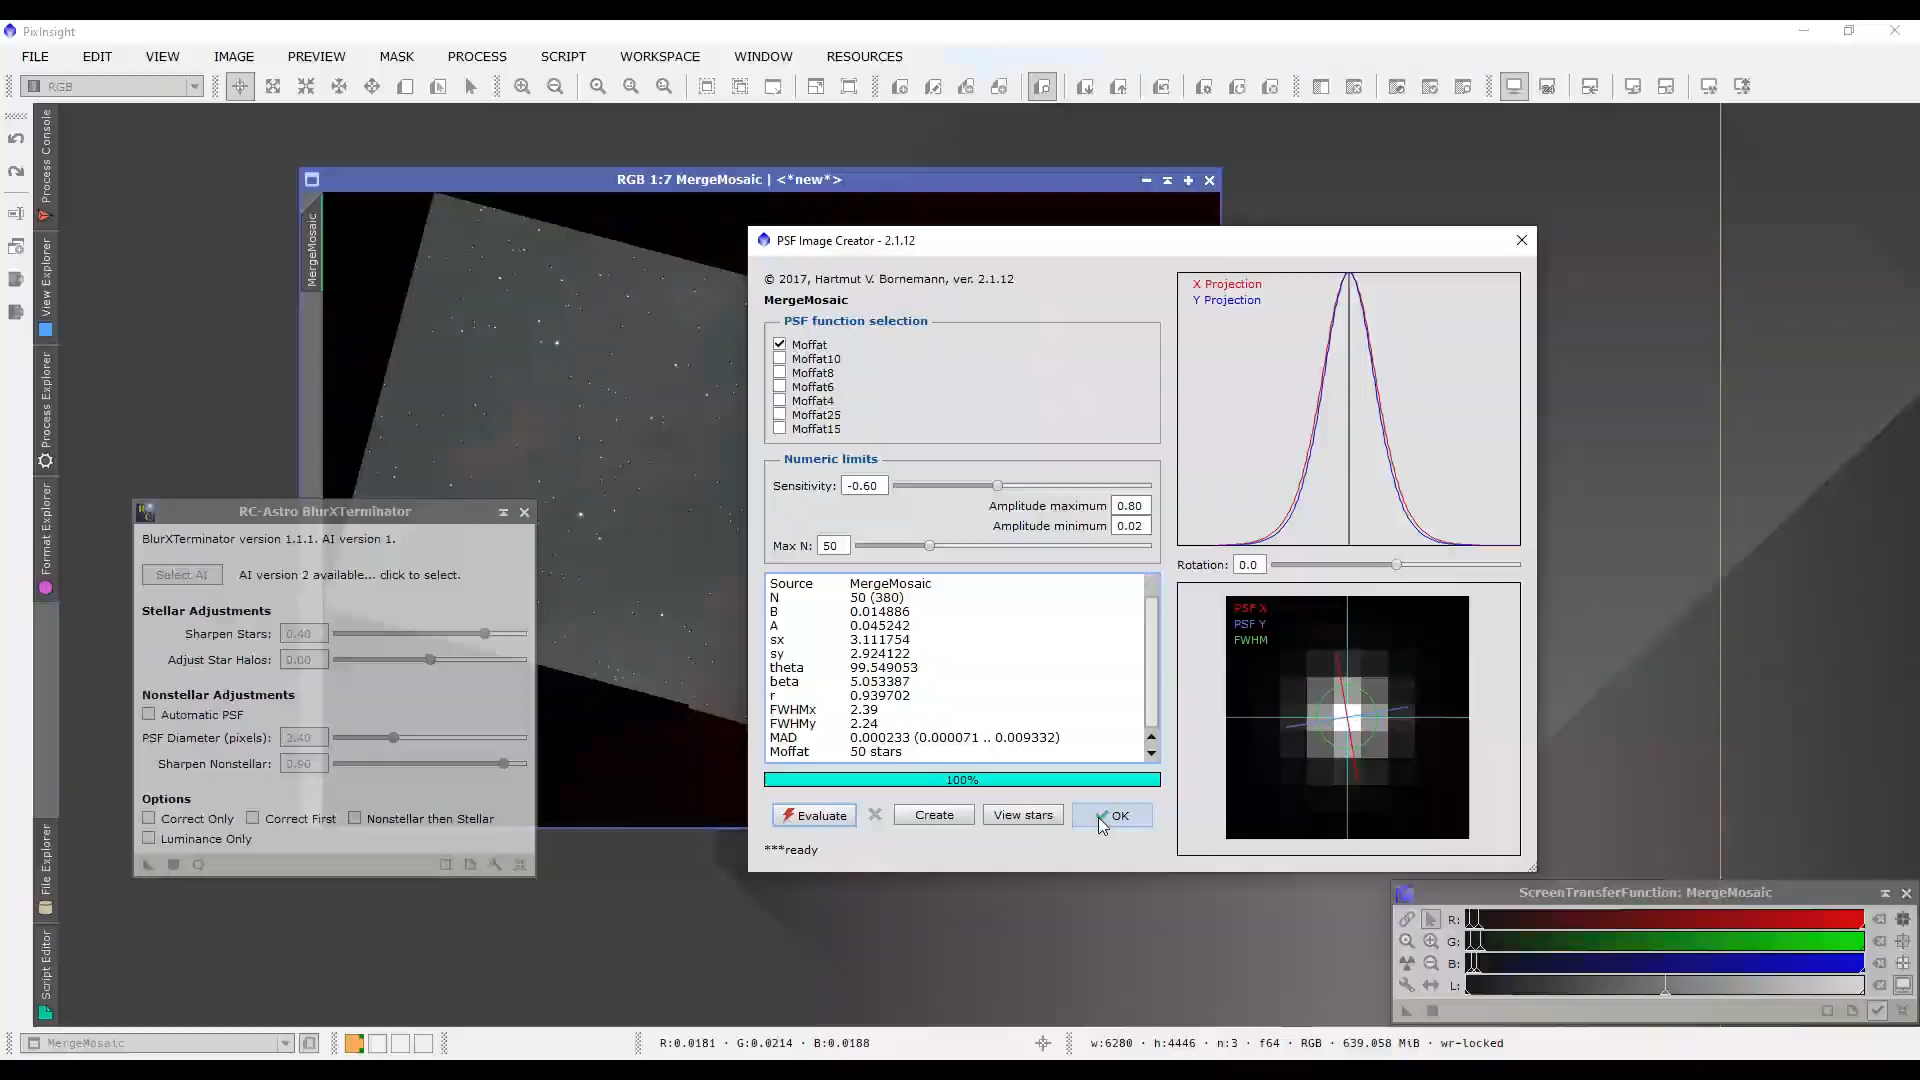 PixInsight
FILE EDIT VIEW IMAGE PREVIEW MASK PROCESS SCRIPT WORKSPACE WINDOW RESOURCES
RGB
Process Console
View Explorer
Process Explorer
Format Explorer
File Explorer
Script Editor
RGB 1:7 MergeMosaic | <*new*>
MergeMosaic
RC-Astro BlurXTerminator
BlurXTerminator version 1.1.1. AI version 1.
Select AI AI version 2 available... click to select.
Stellar Adjustments
Sharpen Stars: 0.40
Adjust Star Halos: 0.00
Nonstellar Adjustments
Automatic PSF
PSF Diameter (pixels): 2.40
Sharpen Nonstellar: 0.90
Options
Correct Only Correct First Nonstellar then Stellar
Luminance Only
PSF Image Creator - 2.1.12
© 2017, Hartmut V. Bornemann, ver. 2.1.12
MergeMosaic
PSF function selection
Moffat
Moffat10
Moffat8
Moffat6
Moffat4
Moffat25
Moffat15
Numeric limits
Sensitivity: -0.60
Amplitude maximum 0.80
Amplitude minimum 0.02
Max N: 50
Source MergeMosaic
N 50 (380)
B 0.014886
A 0.045242
sx 3.111754
sy 2.924122
theta 99.549053
beta 5.053387
r 0.939702
FWHMx 2.39
FWHMy 2.24
MAD 0.000233 (0.000071 .. 0.009332)
Moffat 50 stars
100%
Evaluate Create View stars OK
***ready
X Projection
Y Projection
Rotation: 0.0
PSF X
PSF Y
FWHM
ScreenTransferFunction: MergeMosaic
R:
G:
B:
L:
MergeMosaic
R:0.0181 · G:0.0214 · B:0.0188
w:6280 · h:4446 · n:3 · f64 · RGB · 639.058 MiB · wr-locked